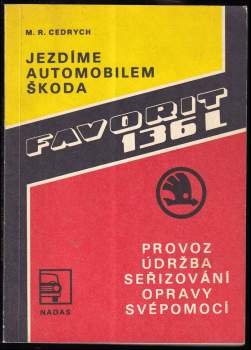 M. R. CEDRYCH
JEZDÍME
AUTOMOBILEM
ŠKODA
FAVORIT
136 L
PROVOZ
ÚDRŽBA
SEŘIZOVÁNÍ
OPRAVY
SVÉPOMOCÍ
NADAS